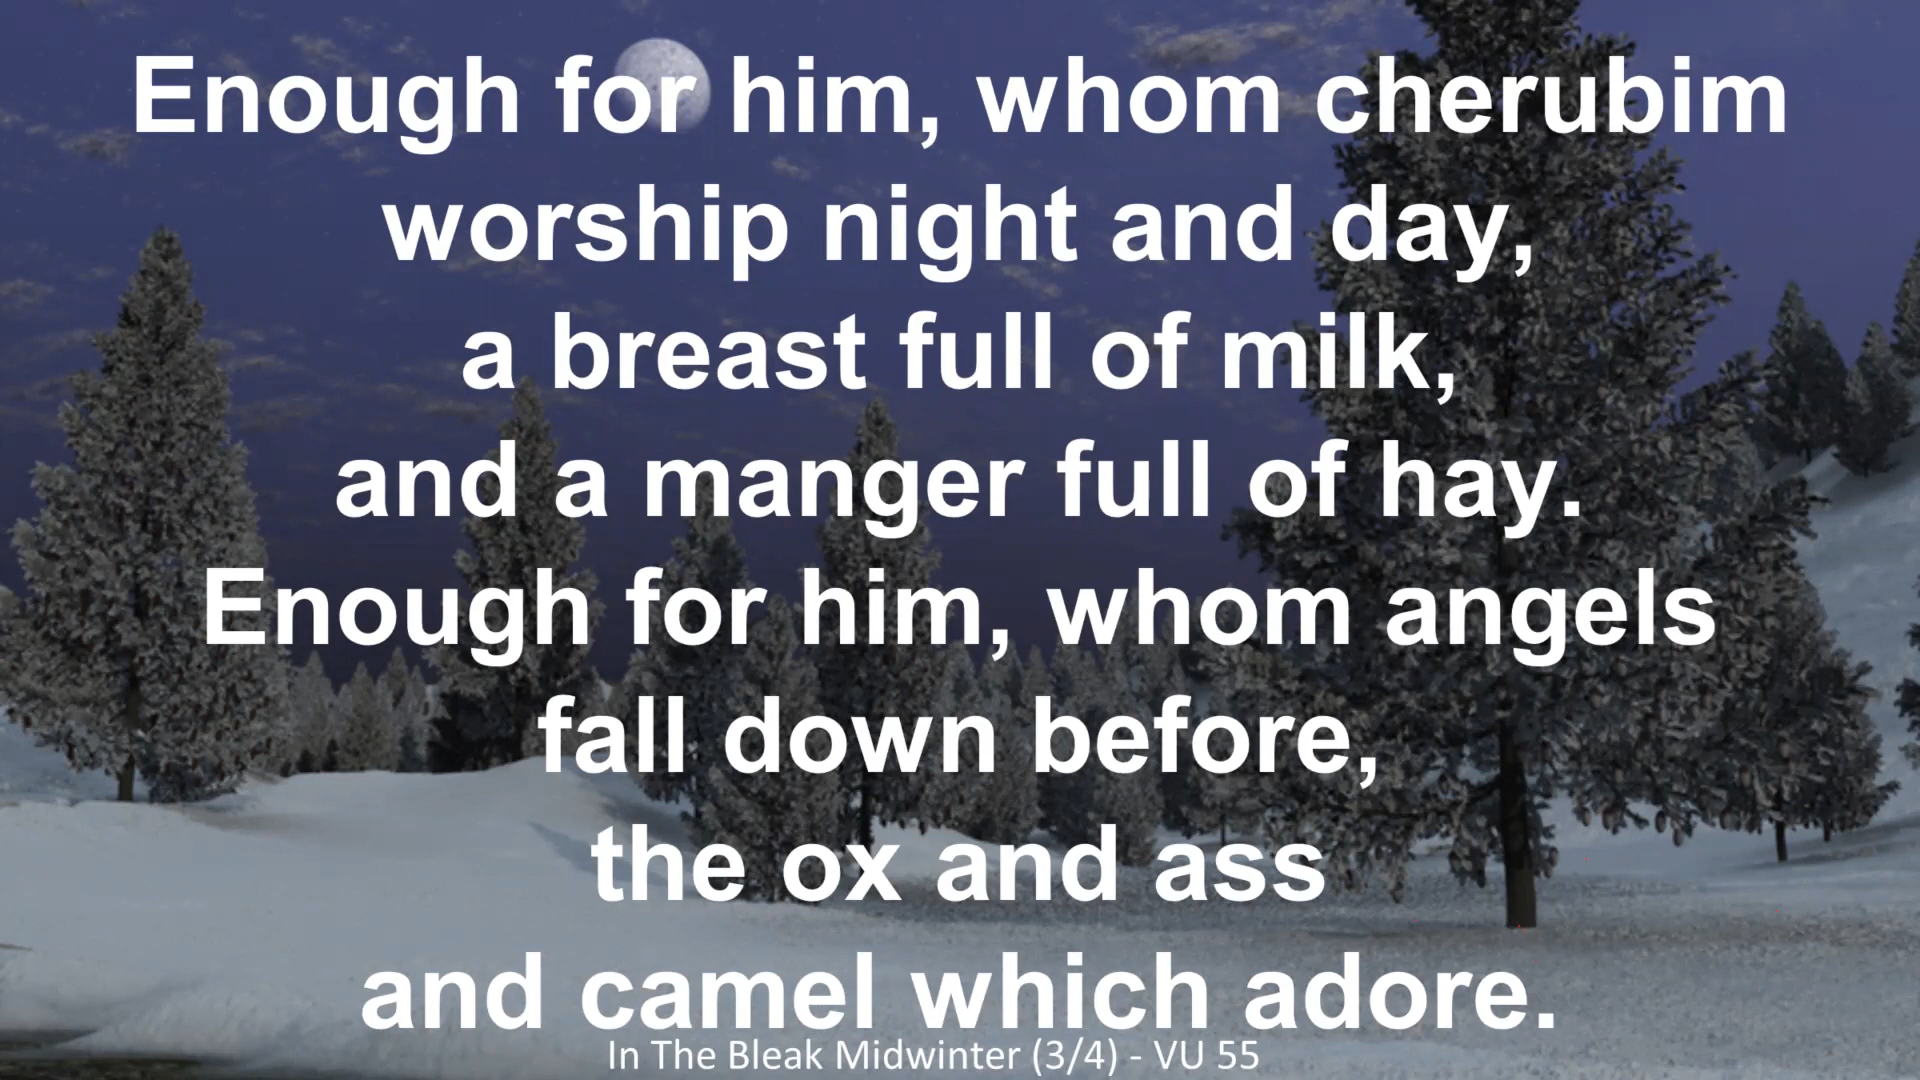 Enough for him, whom cherubim
worship night and day,
a breast full of milk,
and a manger full of hay.
Enough for him, whom angels
fall down before,
the ox and ass
and camel which adore.
In The Bleak Midwinter (3/4) - VU 55